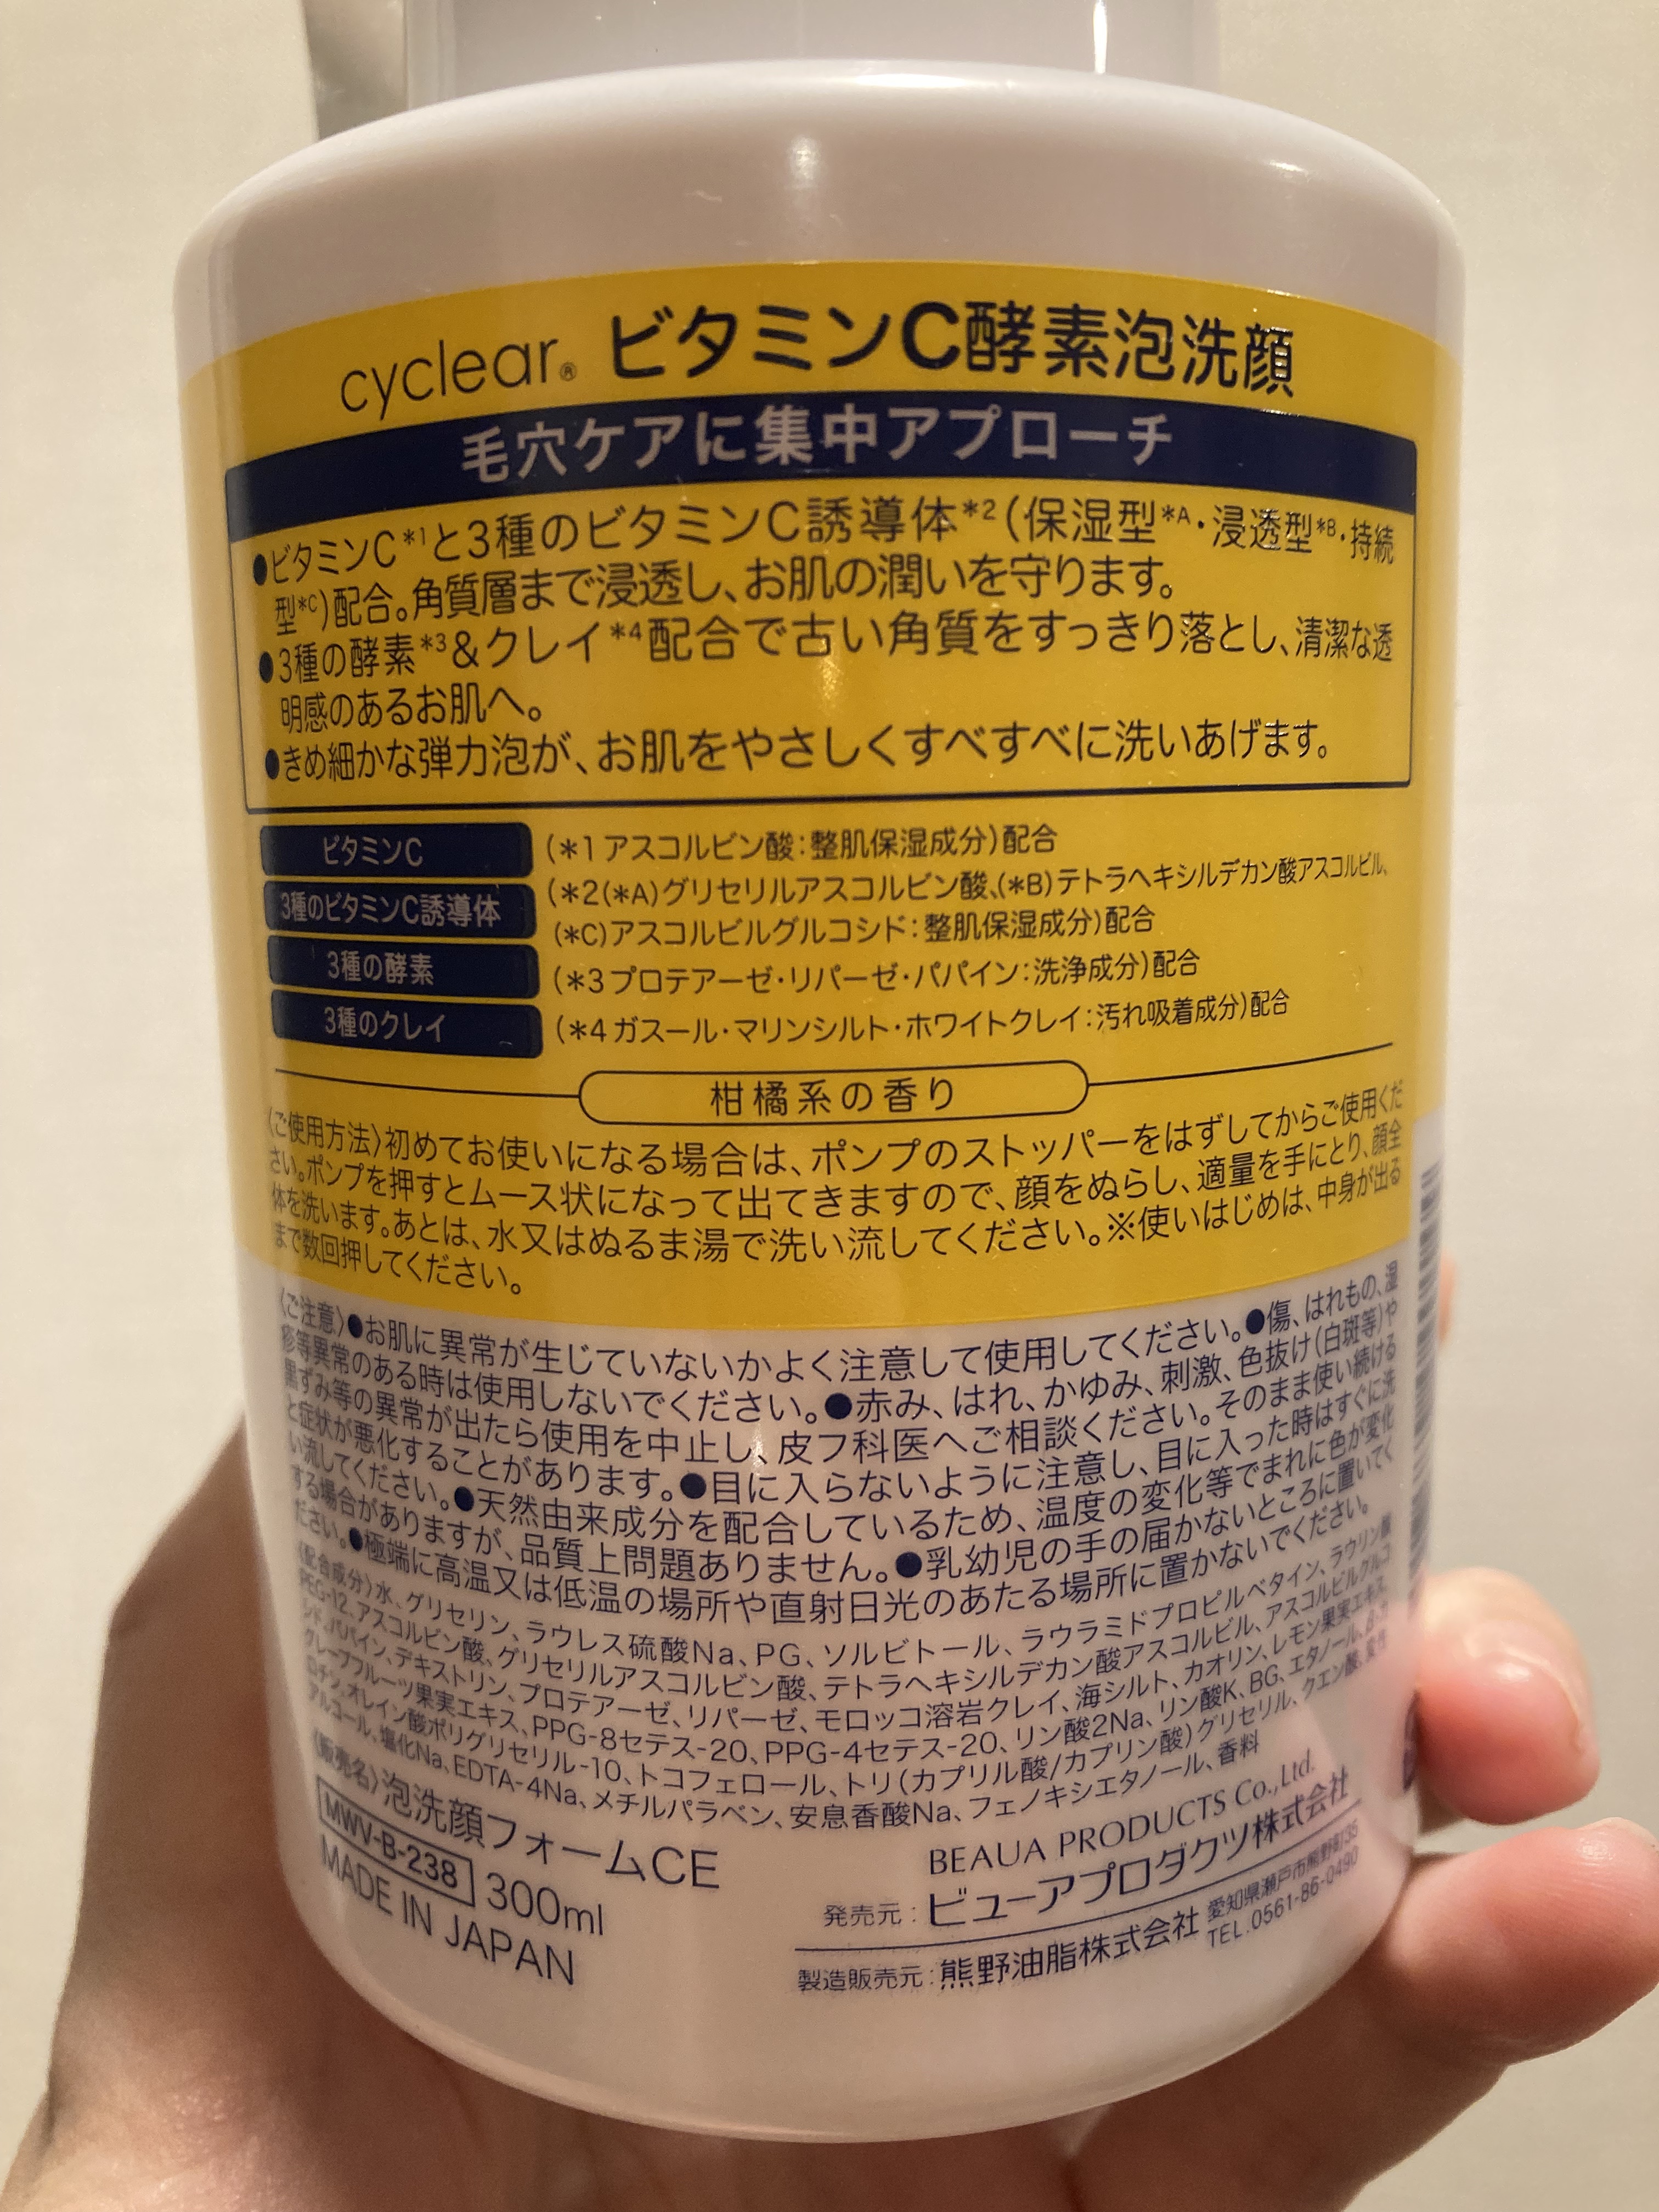 cyclear® ビタミンC酵素泡洗顔
毛穴ケアに集中アプローチ
●ビタミンC*1と3種のビタミンC誘導体*2(保湿型*A・浸透型*B・持続
型*C)配合。角質層まで浸透し、お肌の潤いを守ります。
●3種の酵素*3&クレイ*4配合で古い角質をすっきり落とし、清潔な透
明感のあるお肌へ。
●きめ細かな弾力泡が、お肌をやさしくすべすべに洗いあげます。
ビタミンC (*1アスコルビン酸:整肌保湿成分)配合
3種のビタミンC誘導体 (*2(*A)グリセリルアスコルビン酸、(*B)テトラヘキシルデカン酸アスコルビル、
(*C)アスコルビルグルコシド:整肌保湿成分)配合
3種の酵素 (*3プロテアーゼ・リパーゼ・パパイン:洗浄成分)配合
3種のクレイ (*4ガスール・マリンシルト・ホワイトクレイ:汚れ吸着成分)配合
柑橘系の香り
〈ご使用方法〉初めてお使いになる場合は、ポンプのストッパーをはずしてからご使用くだ
さい。ポンプを押すとムース状になって出てきますので、顔をぬらし、適量を手にとり、顔全
体を洗います。あとは、水又はぬるま湯で洗い流してください。※使いはじめは、中身が出る
まで数回押してください。
〈ご注意〉●お肌に異常が生じていないかよく注意して使用してください。●傷、はれもの、湿
疹等異常のある時は使用しないでください。●赤み、はれ、かゆみ、刺激、色抜け(白斑等)や
黒ずみ等の異常が出たら使用を中止し、皮フ科医へご相談ください。そのまま使い続ける
と症状が悪化することがあります。●目に入らないように注意し、目に入った時はすぐに洗
い流してください。●天然由来成分を配合しているため、温度の変化等でまれに色が変化
する場合がありますが、品質上問題ありません。●乳幼児の手の届かないところに置いてく
ださい。●極端に高温又は低温の場所や直射日光のあたる場所に置かないでください。
〈配合成分〉水、グリセリン、ラウレス硫酸Na、PG、ソルビトール、ラウラミドプロピルベタイン、ラウリン酸
PEG-12、アスコルビン酸、グリセリルアスコルビン酸、テトラヘキシルデカン酸アスコルビル、アスコルビルグルコ
シド、パパイン、デキストリン、プロテアーゼ、リパーゼ、モロッコ溶岩クレイ、海シルト、カオリン、レモン果実エキス、
グレープフルーツ果実エキス、PPG-8セテス-20、PPG-4セテス-20、リン酸2Na、リン酸K、BG、エタノール、β-カ
ロチン、オレイン酸ポリグリセリル-10、トコフェロール、トリ(カプリル酸/カプリン酸)グリセリル、クエン酸、変性
アルコール、塩化Na、EDTA-4Na、メチルパラベン、安息香酸Na、フェノキシエタノール、香料
〈販売名〉泡洗顔フォームCE
MWV-B-238 300ml
MADE IN JAPAN
BEAUA PRODUCTS Co.,Ltd.
発売元:ビューアプロダクツ株式会社
製造販売元:熊野油脂株式会社 愛知県瀬戸市熊野町35
TEL.0561-86-0490